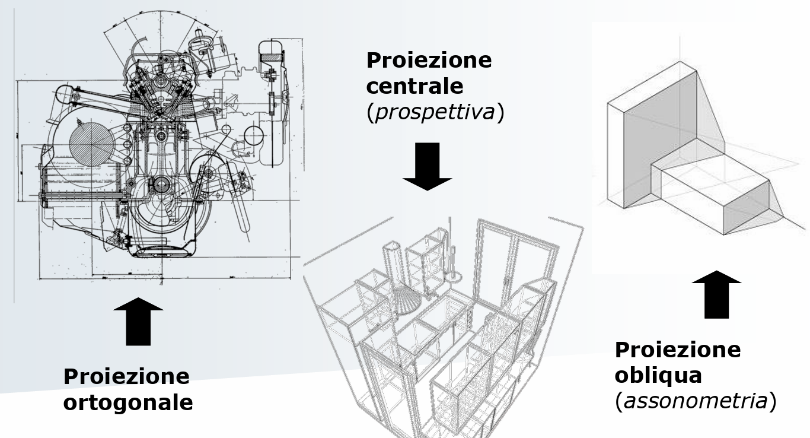 Proiezione
centrale
(prospettiva)
Proiezione
ortogonale
Proiezione
obliqua
(assonometria)